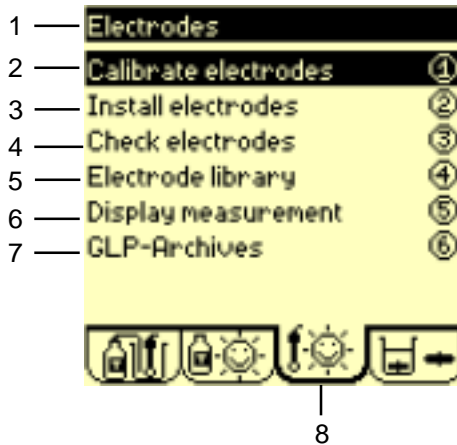 1 Electrodes
2 Calibrate electrodes 1
3 Install electrodes 2
4 Check electrodes 3
5 Electrode library 4
6 Display measurement 5
7 GLP-Archives 6
8